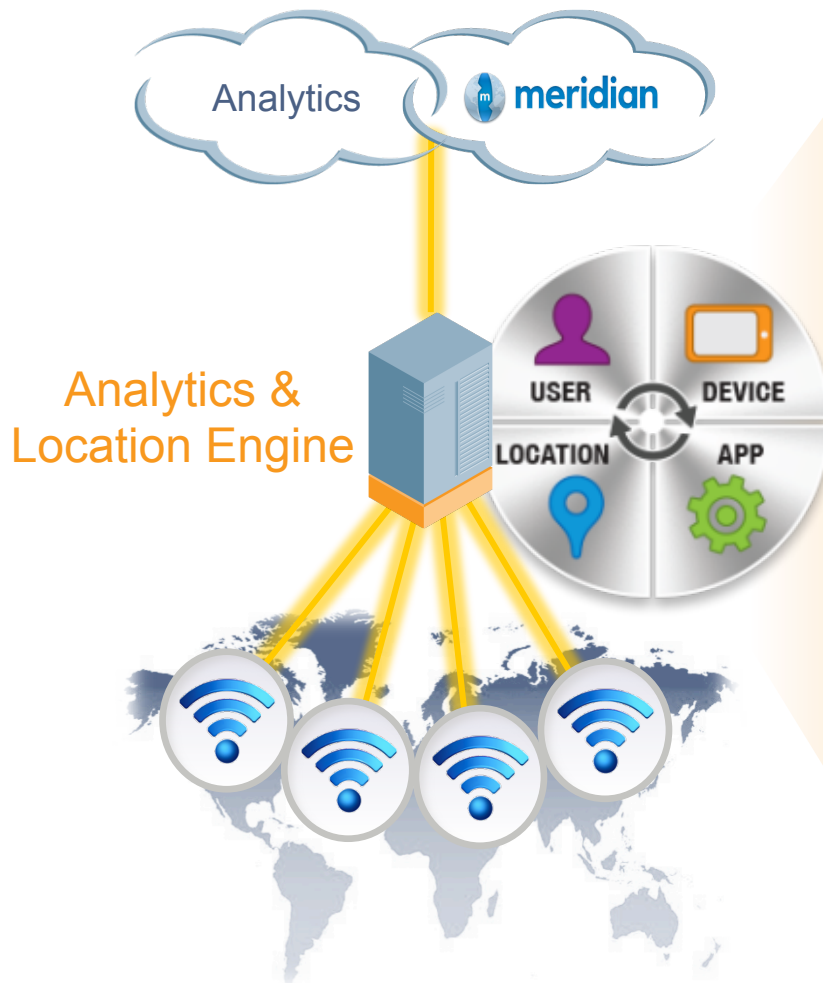 Analytics
m
meridian
USER
DEVICE
Analytics &
Location Engine
LOCATION
APP